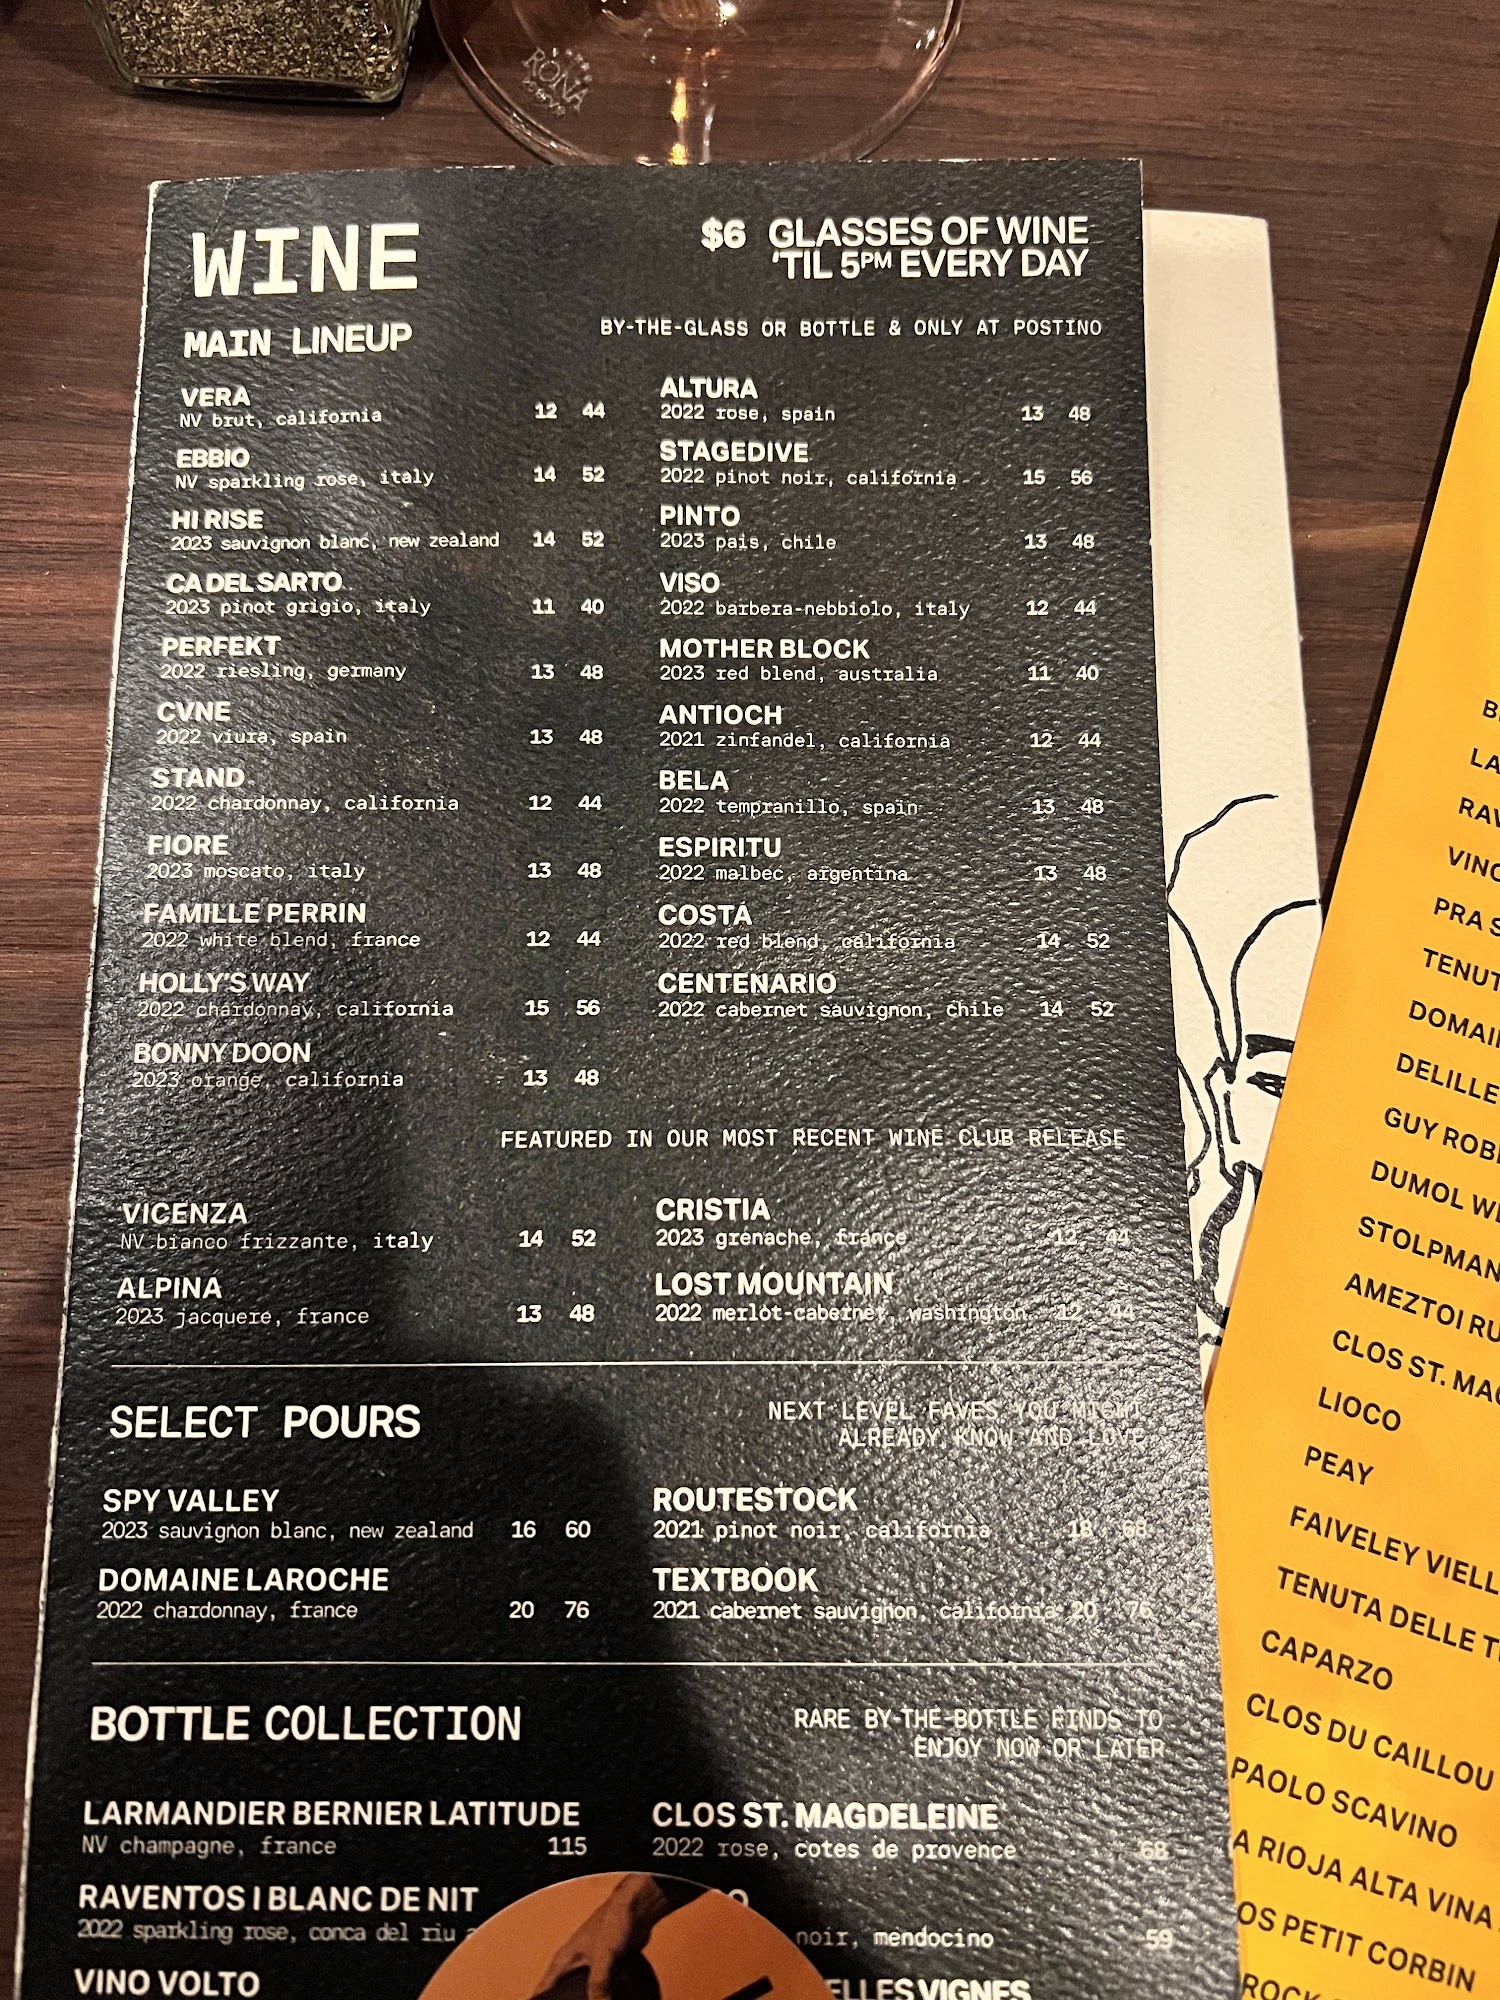 RONA
WINE
$6 GLASSES OF WINE
'TIL 5PM EVERY DAY
MAIN LINEUP
BY-THE-GLASS OR BOTTLE & ONLY AT POSTINO
VERA
NV brut, california 12 44
EBBIO
NV sparkling rose, italy 14 52
HI RISE
2023 sauvignon blanc, new zealand 14 52
CA DEL SARTO
2023 pinot grigio, italy 11 40
PERFEKT
2022 riesling, germany 13 48
CVNE
2022 viura, spain 13 48
STAND
2022 chardonnay, california 12 44
FIORE
2023 moscato, italy 13 48
FAMILLE PERRIN
2022 white blend, france 12 44
HOLLY'S WAY
2022 chardonnay, california 15 56
BONNY DOON
2023 orange, california 13 48
ALTURA
2022 rose, spain 13 48
STAGEDIVE
2022 pinot noir, california 15 56
PINTO
2023 pais, chile 13 48
VISO
2022 barbera-nebbiolo, italy 12 44
MOTHER BLOCK
2023 red blend, australia 11 40
ANTIOCH
2021 zinfandel, california 12 44
BELA
2022 tempranillo, spain 13 48
ESPIRITU
2022 malbec, argentina 13 48
COSTA
2022 red blend, california 14 52
CENTENARIO
2022 cabernet sauvignon, chile 14 52
FEATURED IN OUR MOST RECENT WINE CLUB RELEASE
VICENZA
NV bianco frizzante, italy 14 52
ALPINA
2023 jacquere, france 13 48
CRISTIA
2023 grenache, france 12 44
LOST MOUNTAIN
2022 merlot-cabernet, washington 12 44
SELECT POURS
NEXT LEVEL FAVES YOU MIGHT
ALREADY KNOW AND LOVE
SPY VALLEY
2023 sauvignon blanc, new zealand 16 60
DOMAINE LAROCHE
2022 chardonnay, france 20 76
ROUTESTOCK
2021 pinot noir, california 18 68
TEXTBOOK
2021 cabernet sauvignon, california 20 76
BOTTLE COLLECTION
RARE BY-THE-BOTTLE FINDS TO
ENJOY NOW OR LATER
LARMANDIER BERNIER LATITUDE
NV champagne, france 115
RAVENTOS I BLANC DE NIT
2022 sparkling rose, conca del riu
VINO VOLTO
CLOS ST. MAGDELEINE
2022 rose, cotes de provence 68
noir, mendocino 59
VIGNES
LA
RAV
VINO
PRA S
TENUT
DOMAI
DELILLE
GUY ROB
DUMOL
STOLPMAN
AMEZTOI RU
CLOS ST. MAG
LIOCO
PEAY
FAIVELEY VIELL
TENUTA DELLE T
CAPARZO
CLOS DU CAILLOU
PAOLO SCAVINO
A RIOJA ALTA VINA
OS PETIT CORBIN
ROCK